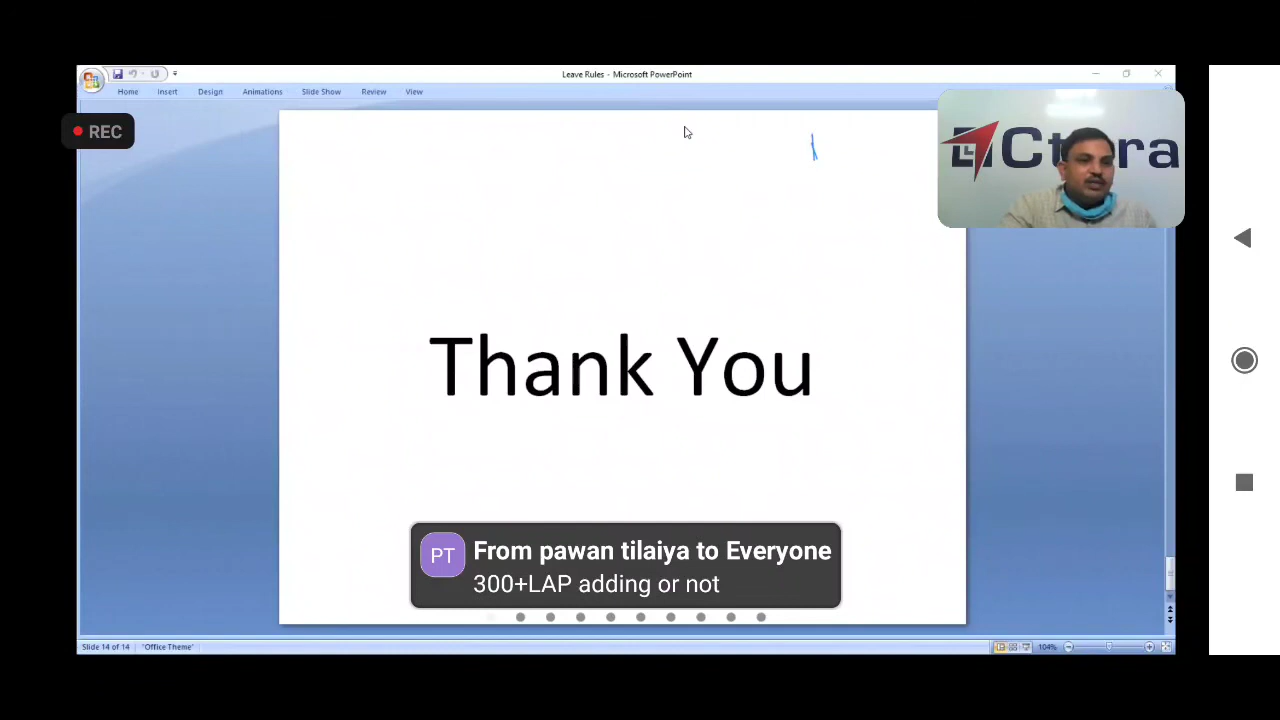 Leave Rules - Microsoft PowerPoint
Home Insert Design Animations Slide Show Review View
REC
Thank You
PT
From pawan tilaiya to Everyone
300+LAP adding or not
Slide 14 of 14 'Office Theme' 104%